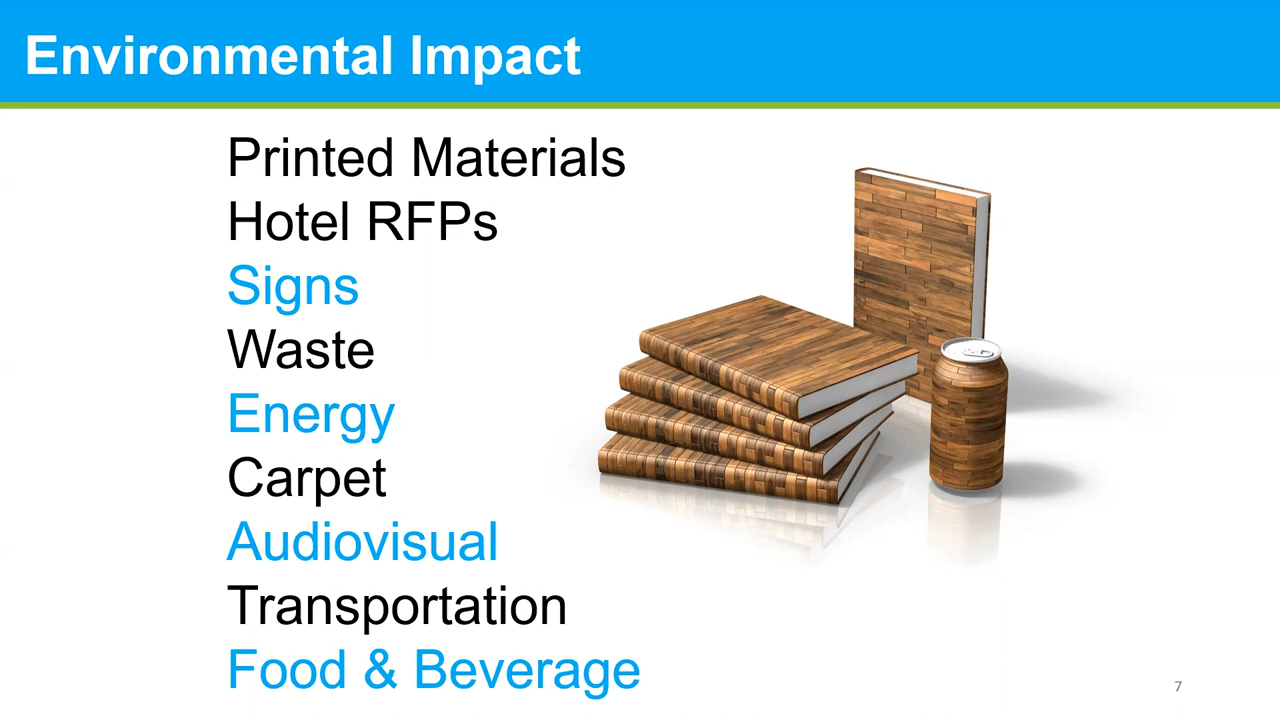 Environmental Impact
Printed Materials
Hotel RFPs
Signs
Waste
Energy
Carpet
Audiovisual
Transportation
Food & Beverage
7